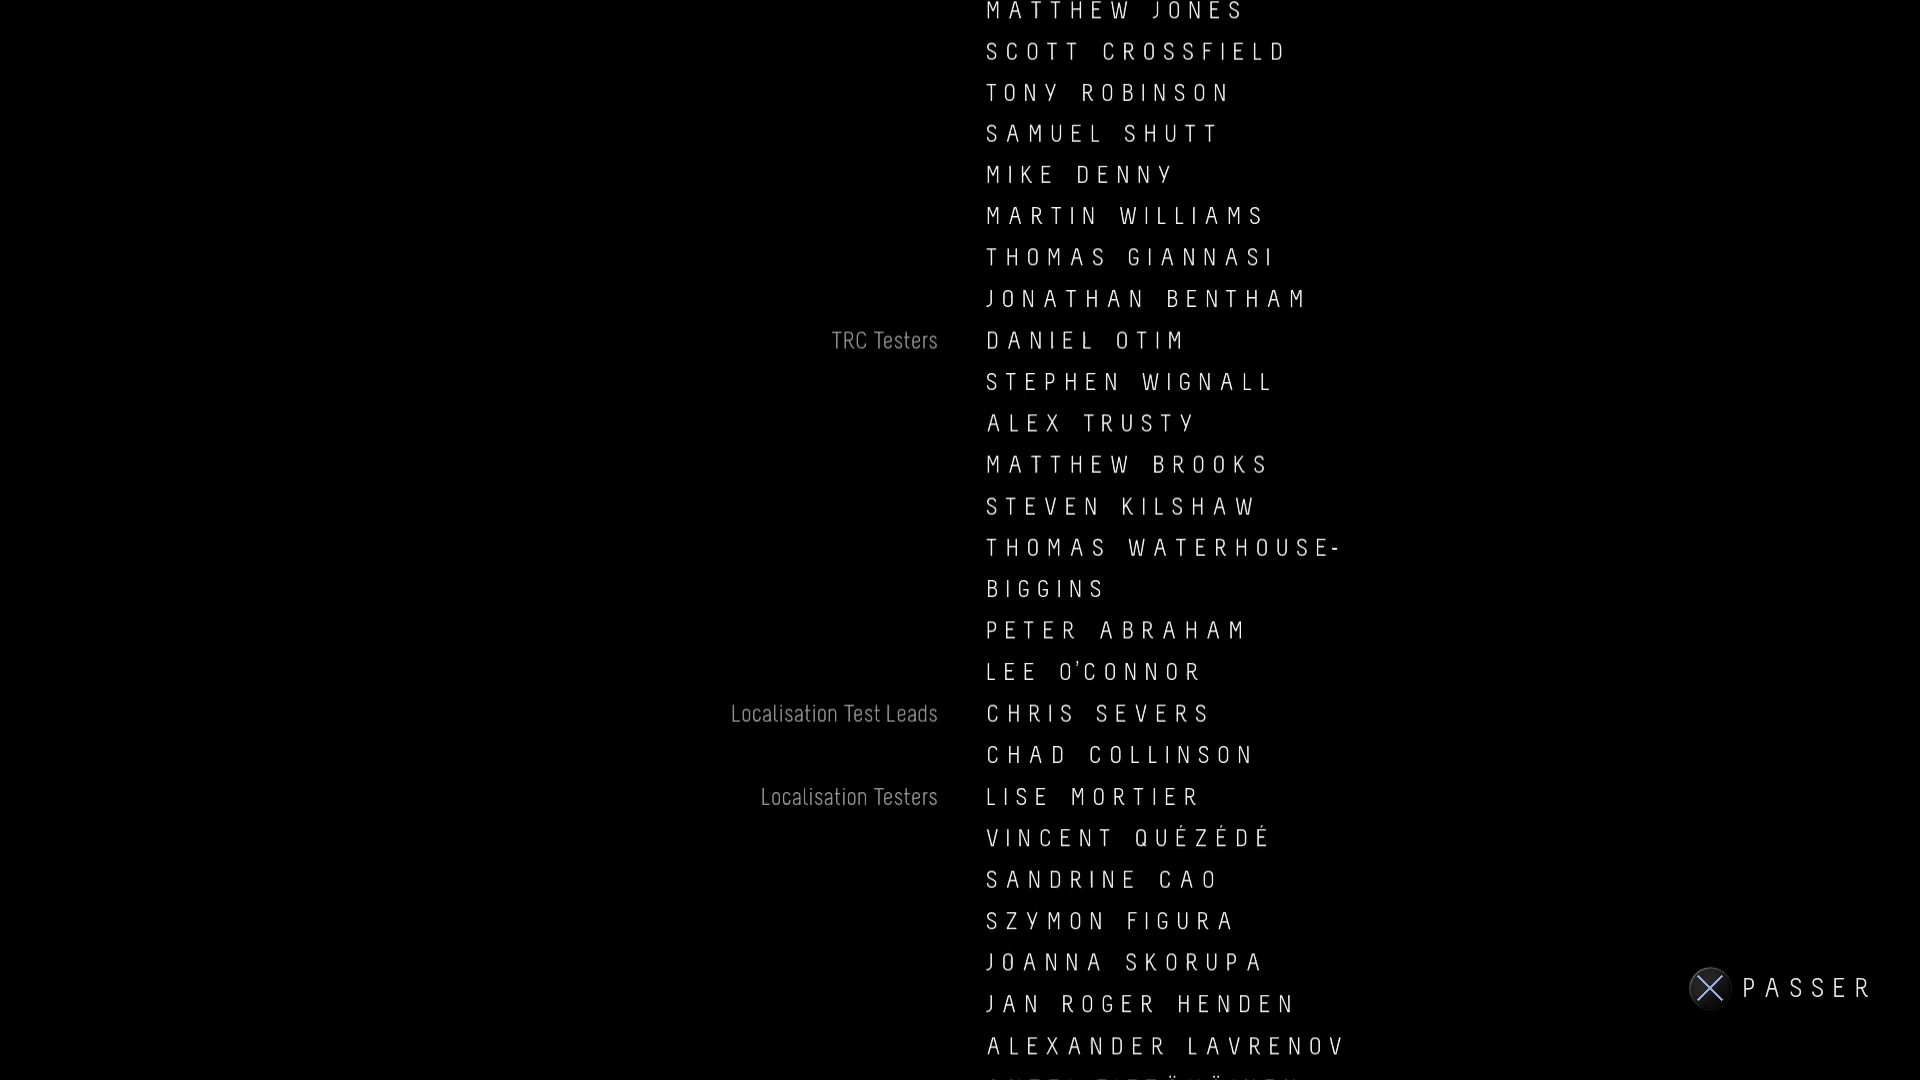 MATTHEW JONES
SCOTT CROSSFIELD
TONY ROBINSON
SAMUEL SHUTT
MIKE DENNY
MARTIN WILLIAMS
THOMAS GIANNASI
JONATHAN BENTHAM
TRC Testers DANIEL OTIM
STEPHEN WIGNALL
ALEX TRUSTY
MATTHEW BROOKS
STEVEN KILSHAW
THOMAS WATERHOUSE-
BIGGINS
PETER ABRAHAM
LEE O'CONNOR
Localisation Test Leads CHRIS SEVERS
CHAD COLLINSON
Localisation Testers LISE MORTIER
VINCENT QUÉZÉDÉ
SANDRINE CAO
SZYMON FIGURA
JOANNA SKORUPA
PASSER
JAN ROGER HENDEN
ALEXANDER LAVRENOV